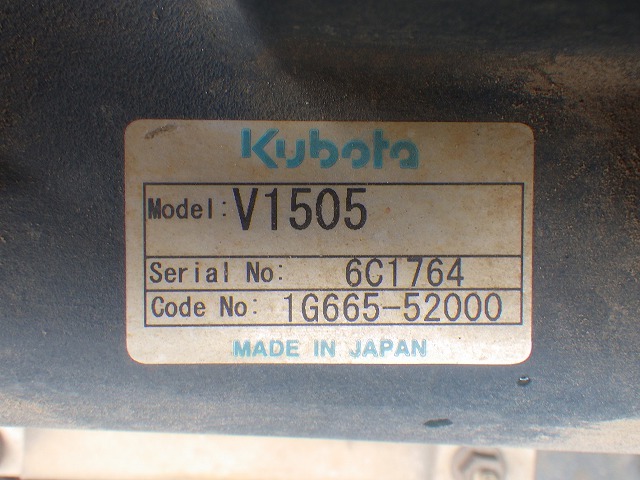 Kubota
Model: V1505
Serial No: 6C1764
Code No: 1G665-52000
MADE IN JAPAN